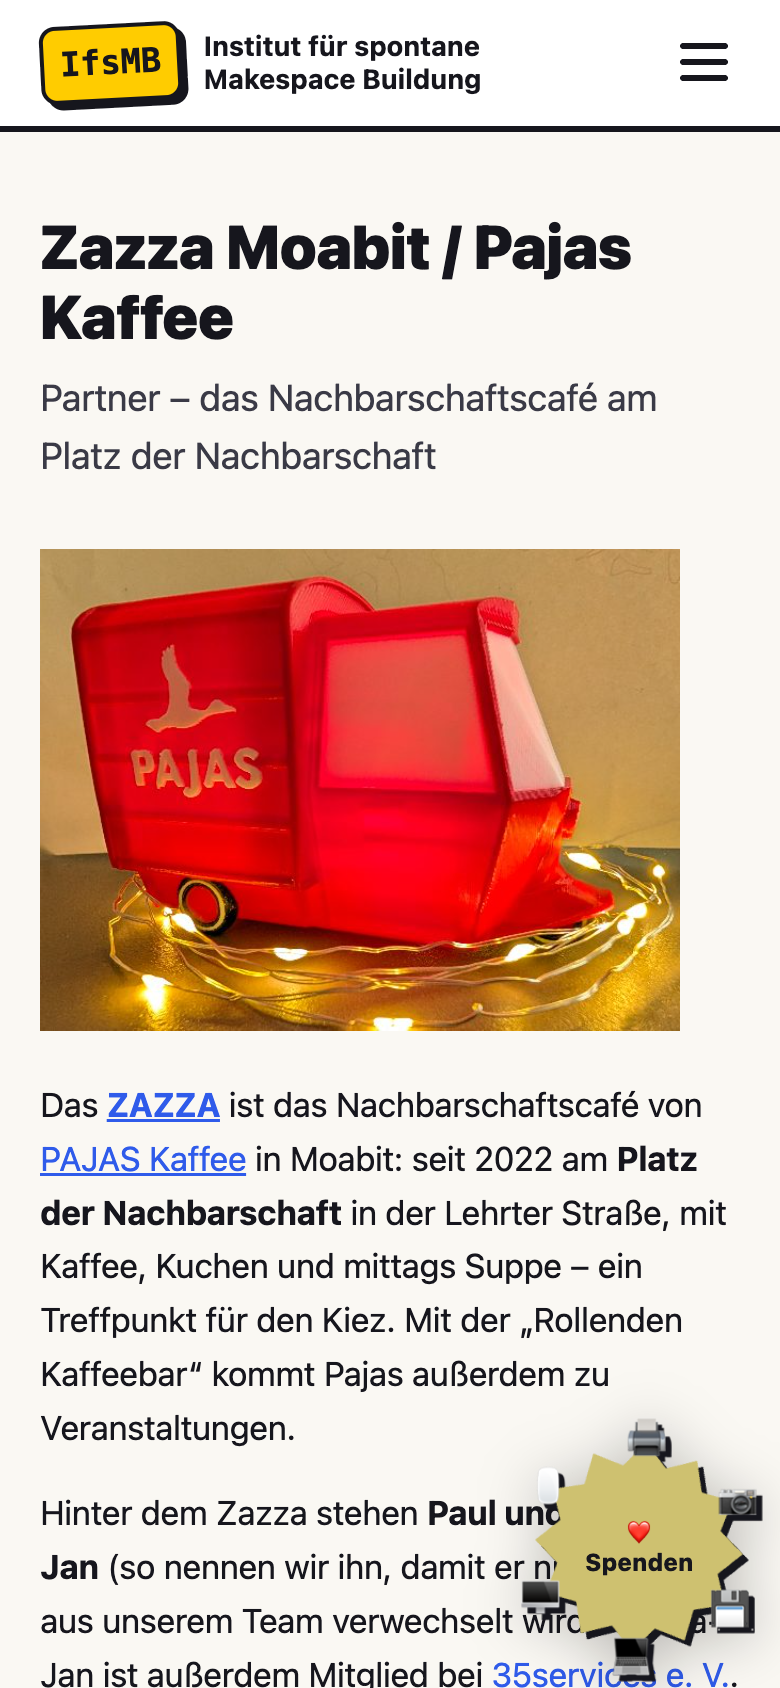 IfsMB
Institut für spontane
Makespace Buildung
Zazza Moabit / Pajas
Kaffee
Partner – das Nachbarschaftscafé am
Platz der Nachbarschaft
PAJAS
Das ZAZZA ist das Nachbarschaftscafé von
PAJAS Kaffee in Moabit: seit 2022 am Platz
der Nachbarschaft in der Lehrter Straße, mit
Kaffee, Kuchen und mittags Suppe – ein
Treffpunkt für den Kiez. Mit der „Rollenden
Kaffeebar“ kommt Pajas außerdem zu
Veranstaltungen.
Hinter dem Zazza stehen Paul und
Jan (so nennen wir ihn, damit er
aus unserem Team verwechselt wird
Jan ist außerdem Mitglied bei 35services e. V..
Spenden